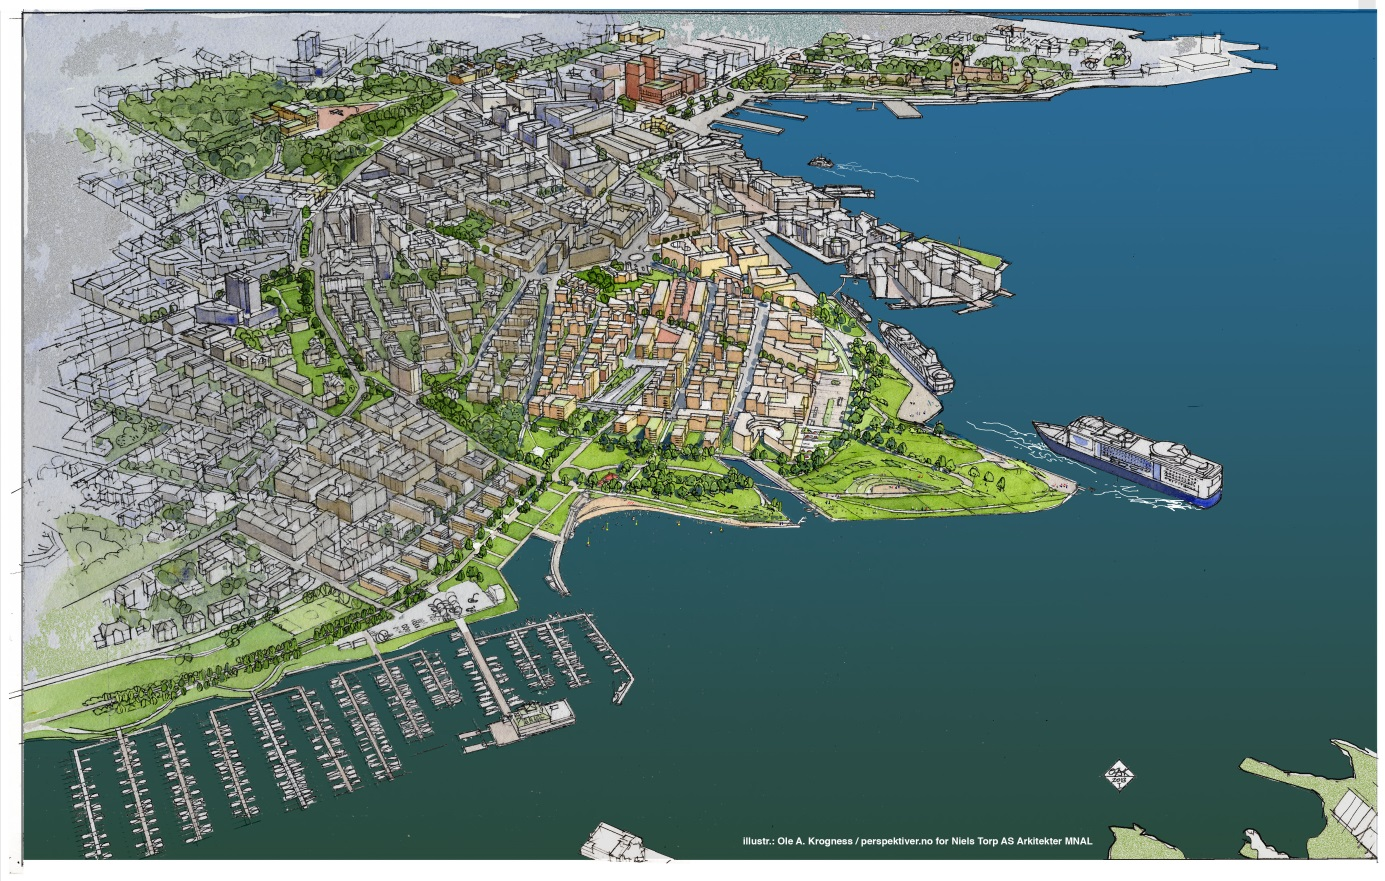 illustr.: Ole A. Krogness / perspektiver.no for Niels Torp AS Arkitekter MNAL